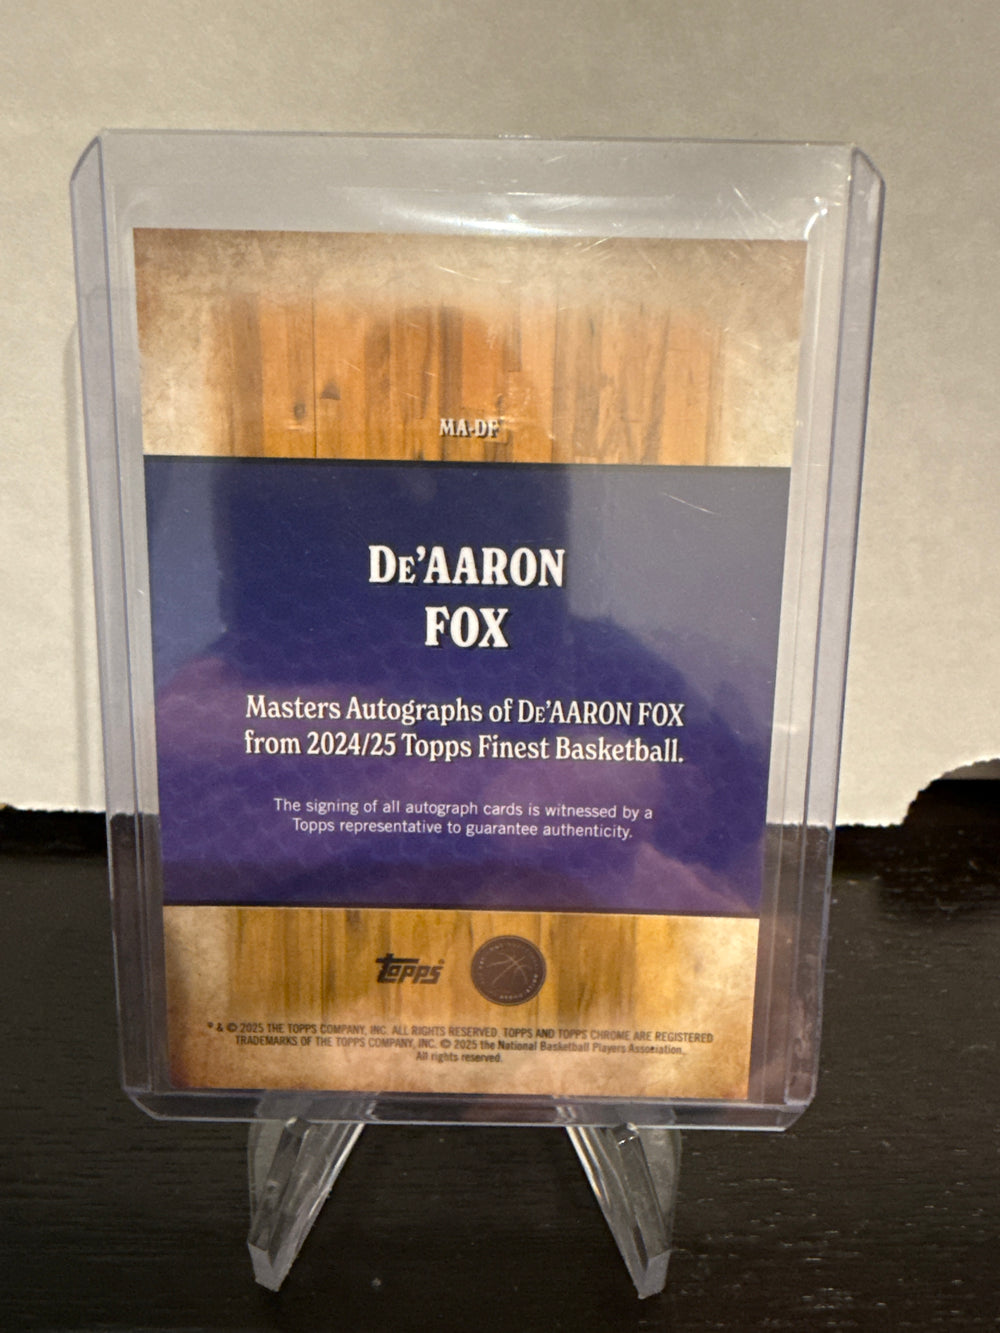 MA-DF
De'AARON
FOX
Masters Autographs of De'AARON FOX
from 2024/25 Topps Finest Basketball.
The signing of all autograph cards is witnessed by a
Topps representative to guarantee authenticity.
Topps®
® & © 2025 THE TOPPS COMPANY, INC. ALL RIGHTS RESERVED. TOPPS AND TOPPS CHROME ARE REGISTERED
TRADEMARKS OF THE TOPPS COMPANY, INC. © 2025 the National Basketball Players Association.
All rights reserved.